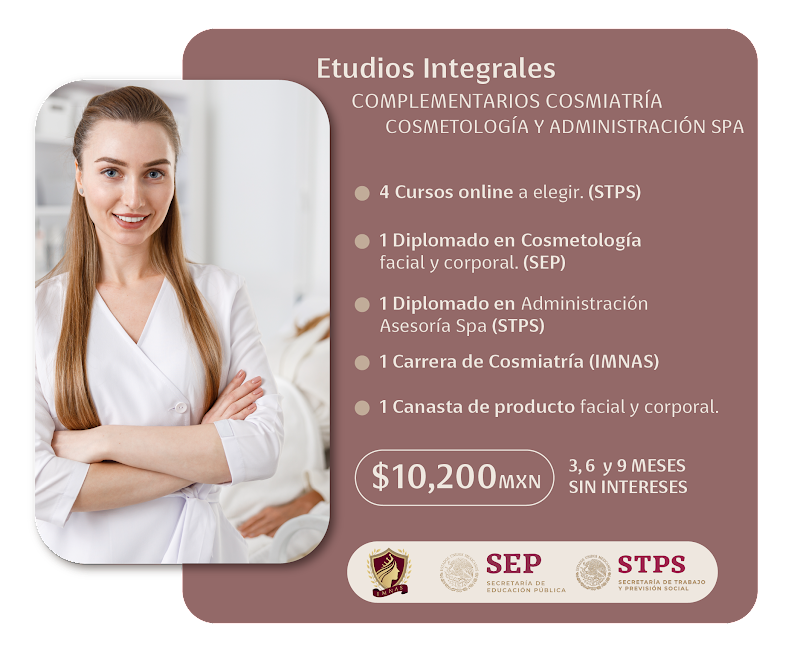 Etudios Integrales
COMPLEMENTARIOS COSMIATRÍA
COSMETOLOGÍA Y ADMINISTRACIÓN SPA
4 Cursos online a elegir. (STPS)
1 Diplomado en Cosmetología
facial y corporal. (SEP)
1 Diplomado en Administración
Asesoría Spa (STPS)
1 Carrera de Cosmiatría (IMNAS)
1 Canasta de producto facial y corporal.
$10,200MXN
3, 6 y 9 MESES
SIN INTERESES
IMNAS
SEP
SECRETARÍA DE
EDUCACIÓN PÚBLICA
STPS
SECRETARÍA DE TRABAJO
Y PREVISIÓN SOCIAL